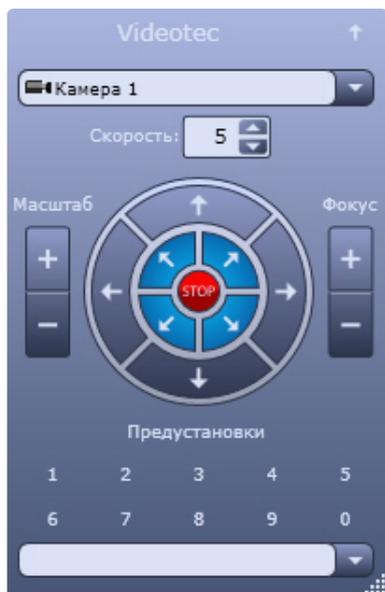 Videotec
Камера 1
Скорость: 5
Масштаб Фокус
+ +
STOP
– –
Предустановки
1 2 3 4 5
6 7 8 9 0